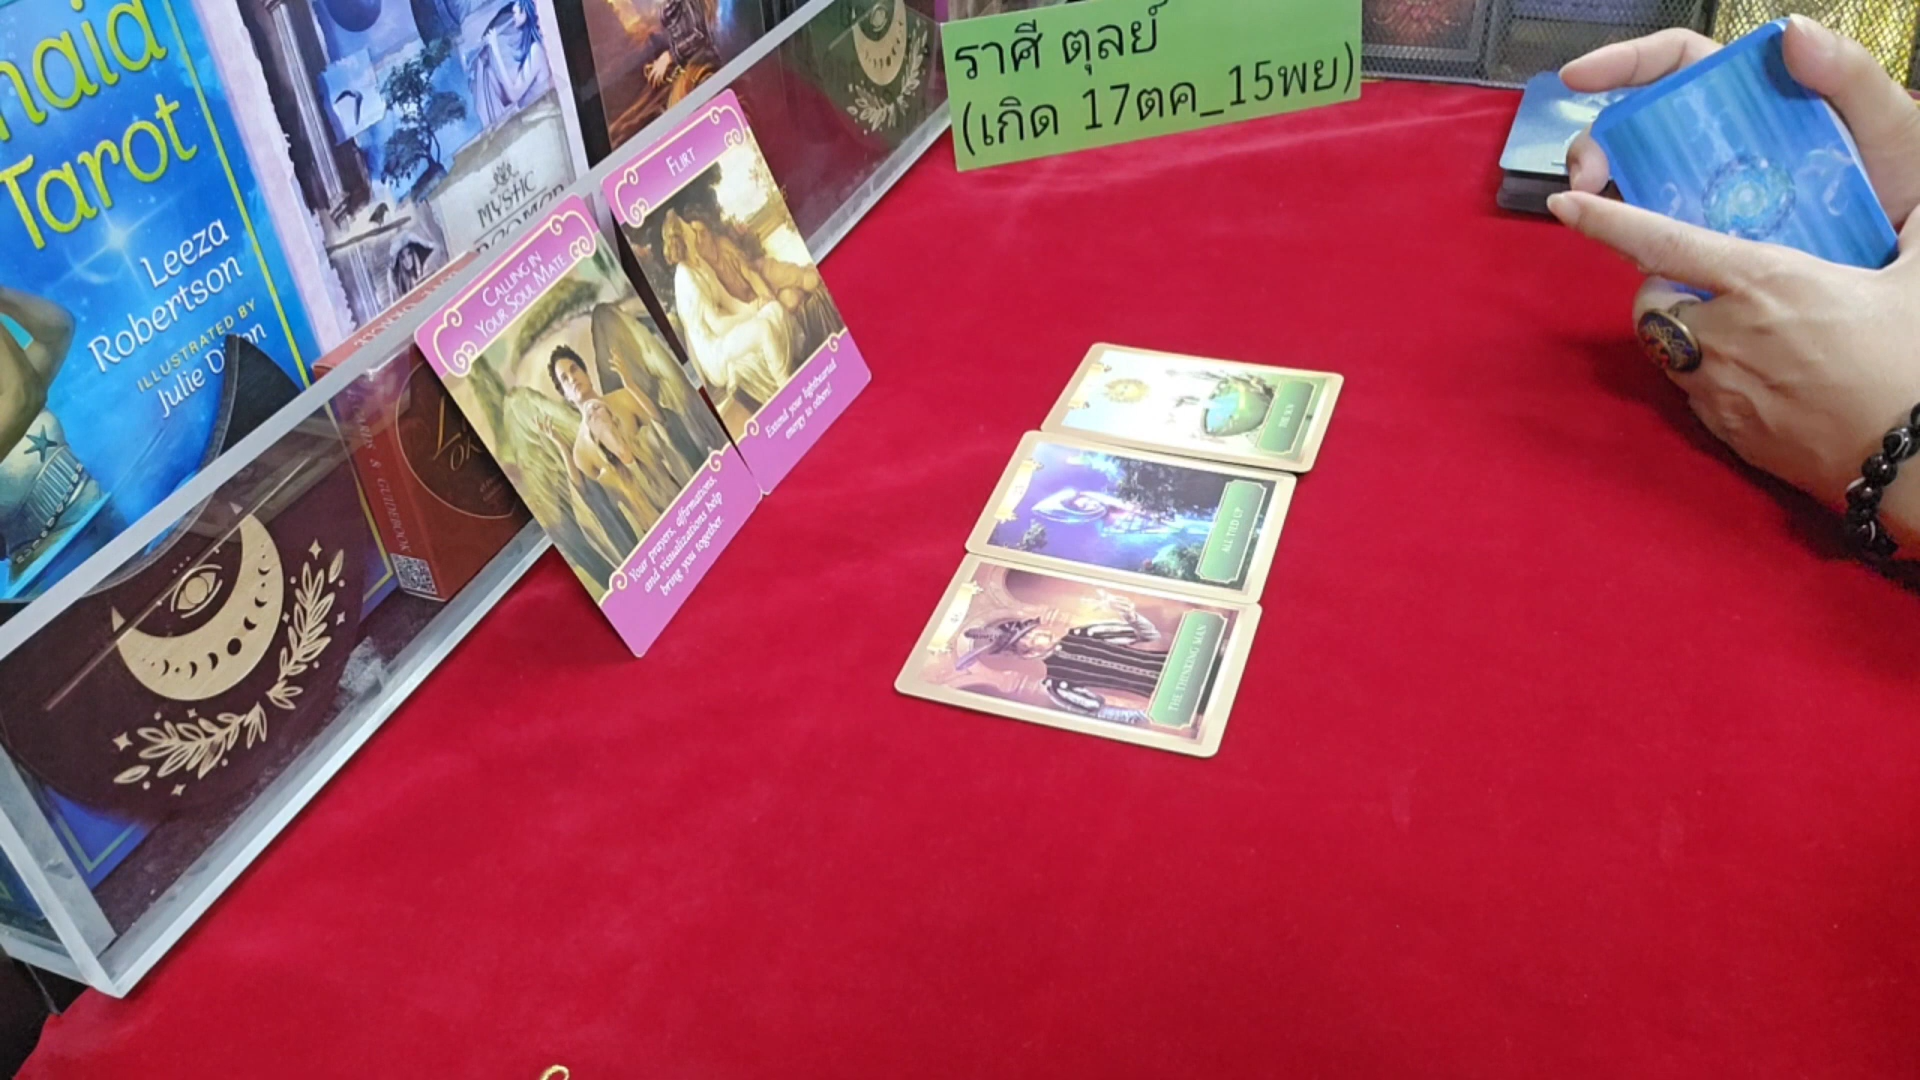 naid
Tarot
Leeza
Robertson
ILLUSTRATED BY
Julie D
MYSTIC
ราศี ตุลย์
(เกิด 17ตค_15พย)
FLIRT
Extend your lighthearted
energy to others!
CALLING IN
YOUR SOUL MATE
Your prayers, affirmations,
and visualizations help
bring you together.
& GUIDEBOOK
THE SUN
ALL TIED UP
THE THINKING MAN